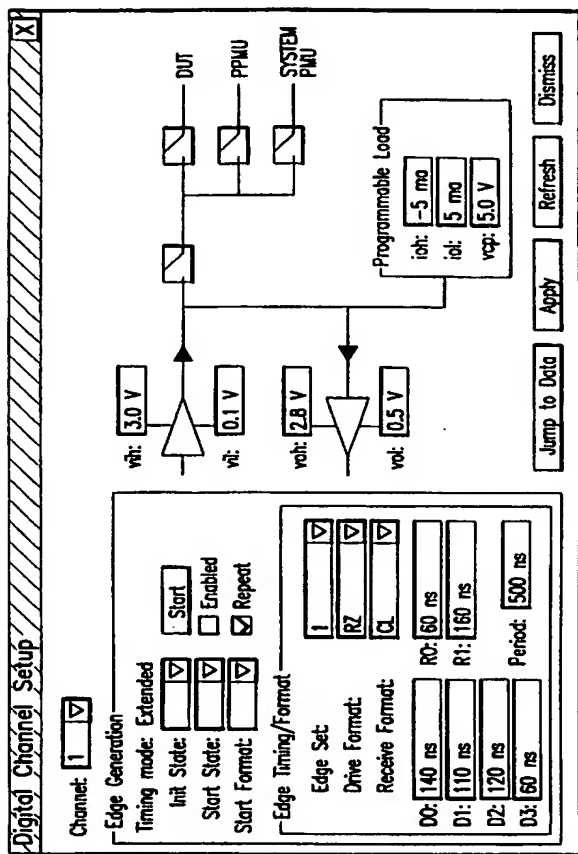 Digital Channel Setup
X
Channel: 1
Edge Generation
Timing mode: Extended
Init State:
Start
Start State:
Enabled
Start Format:
Repeat
Edge Timing/Format
Edge Set: 1
Drive Format: RZ
Receive Format: CL
D0: 140 ns
R0: 60 ns
D1: 110 ns
R1: 160 ns
D2: 120 ns
D3: 60 ns
Period: 500 ns
vih: 3.0 V
vil: 0.1 V
voh: 2.8 V
vol: 0.5 V
DUT
PPMU
SYSTEM
PMU
Programmable Load
ioh: -5 ma
iol: 5 ma
vcp: 5.0 V
Jump to Data
Apply
Refresh
Dismiss